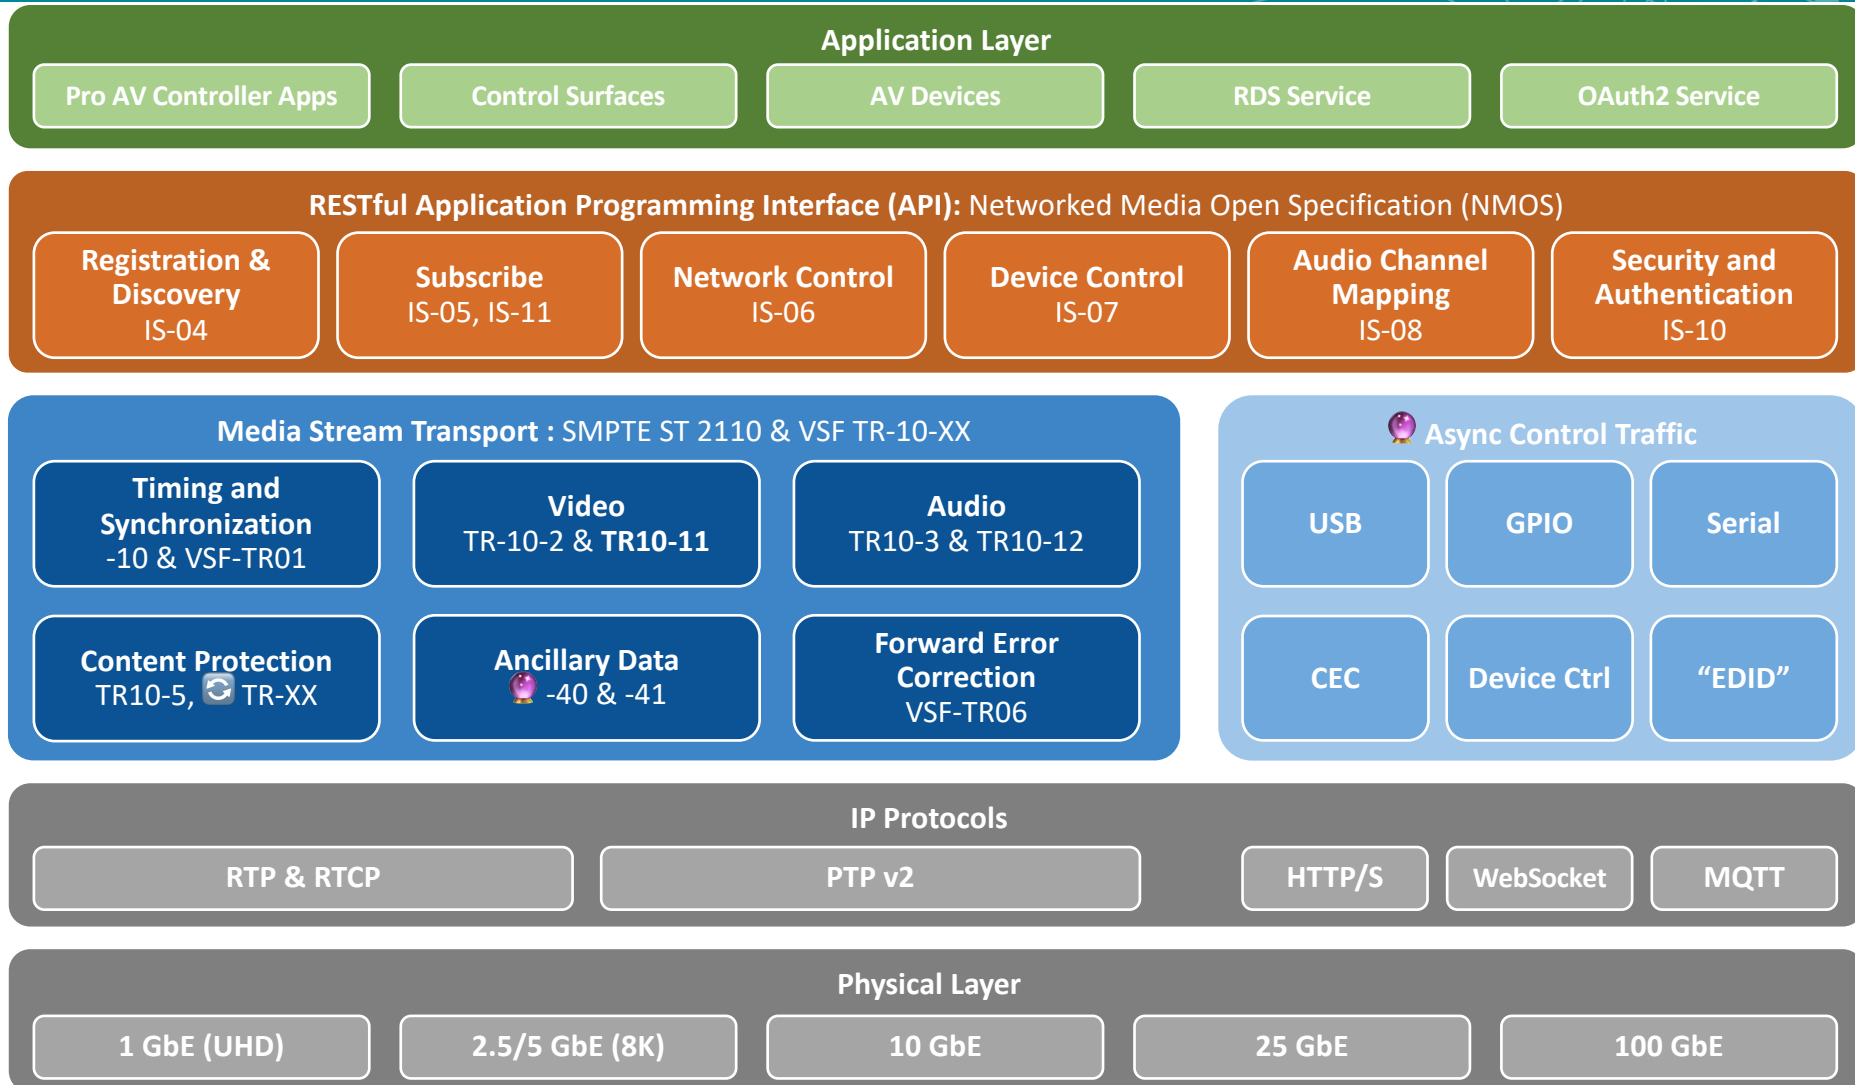 Application Layer
Pro AV Controller Apps
Control Surfaces
AV Devices
RDS Service
OAuth2 Service
RESTful Application Programming Interface (API): Networked Media Open Specification (NMOS)
Registration &
Discovery
IS-04
Subscribe
IS-05, IS-11
Network Control
IS-06
Device Control
IS-07
Audio Channel
Mapping
IS-08
Security and
Authentication
IS-10
Media Stream Transport : SMPTE ST 2110 & VSF TR-10-XX
Timing and
Synchronization
-10 & VSF-TR01
Video
TR-10-2 & TR10-11
Audio
TR10-3 & TR10-12
Content Protection
TR10-5, 🔄 TR-XX
Ancillary Data
🔮 -40 & -41
Forward Error
Correction
VSF-TR06
🔮 Async Control Traffic
USB
GPIO
Serial
CEC
Device Ctrl
“EDID”
IP Protocols
RTP & RTCP
PTP v2
HTTP/S
WebSocket
MQTT
Physical Layer
1 GbE (UHD)
2.5/5 GbE (8K)
10 GbE
25 GbE
100 GbE